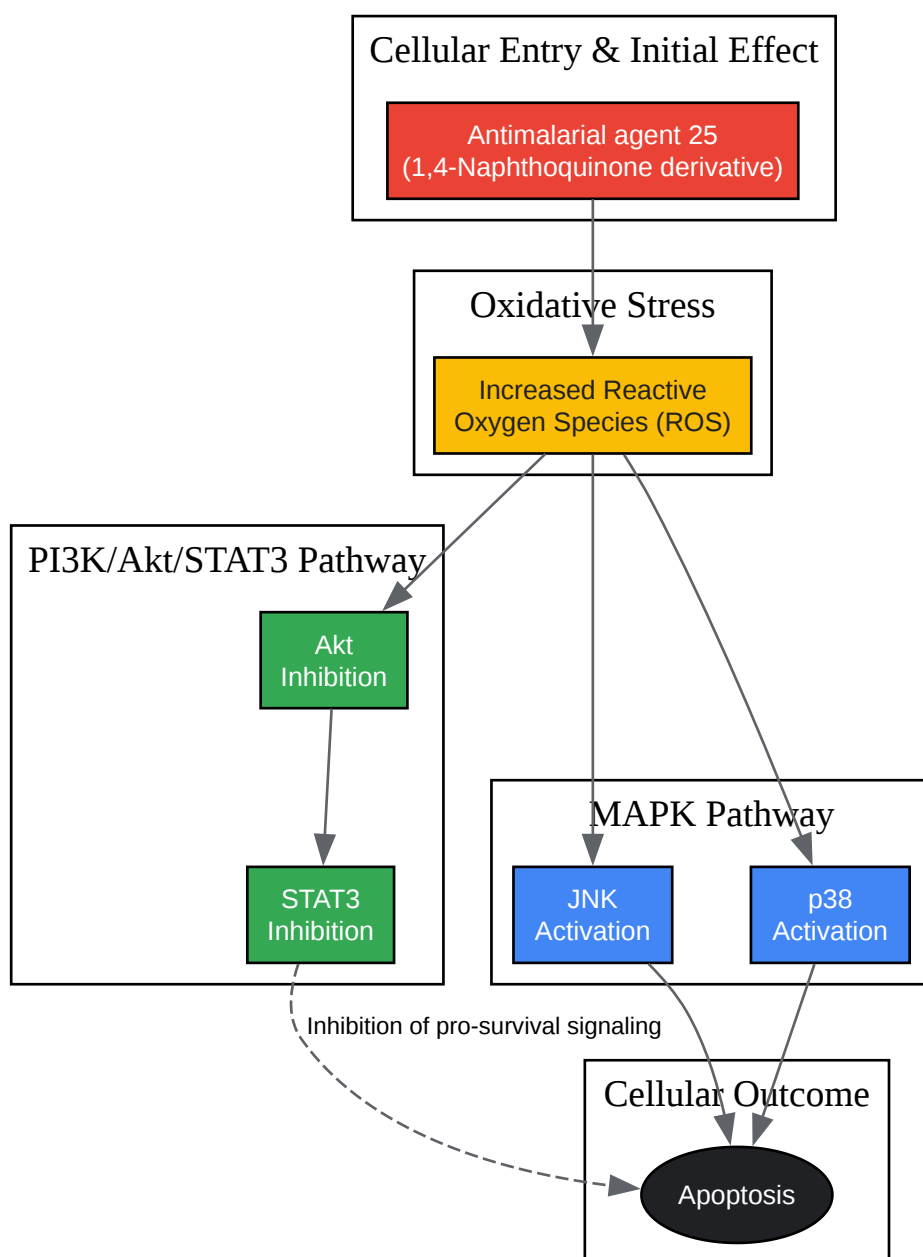 Cellular Entry & Initial Effect
Antimalarial agent 25
(1,4-Naphthoquinone derivative)
Oxidative Stress
Increased Reactive
Oxygen Species (ROS)
PI3K/Akt/STAT3 Pathway
Akt
Inhibition
MAPK Pathway
STAT3
Inhibition
JNK
Activation
p38
Activation
Inhibition of pro-survival signaling
Cellular Outcome
Apoptosis